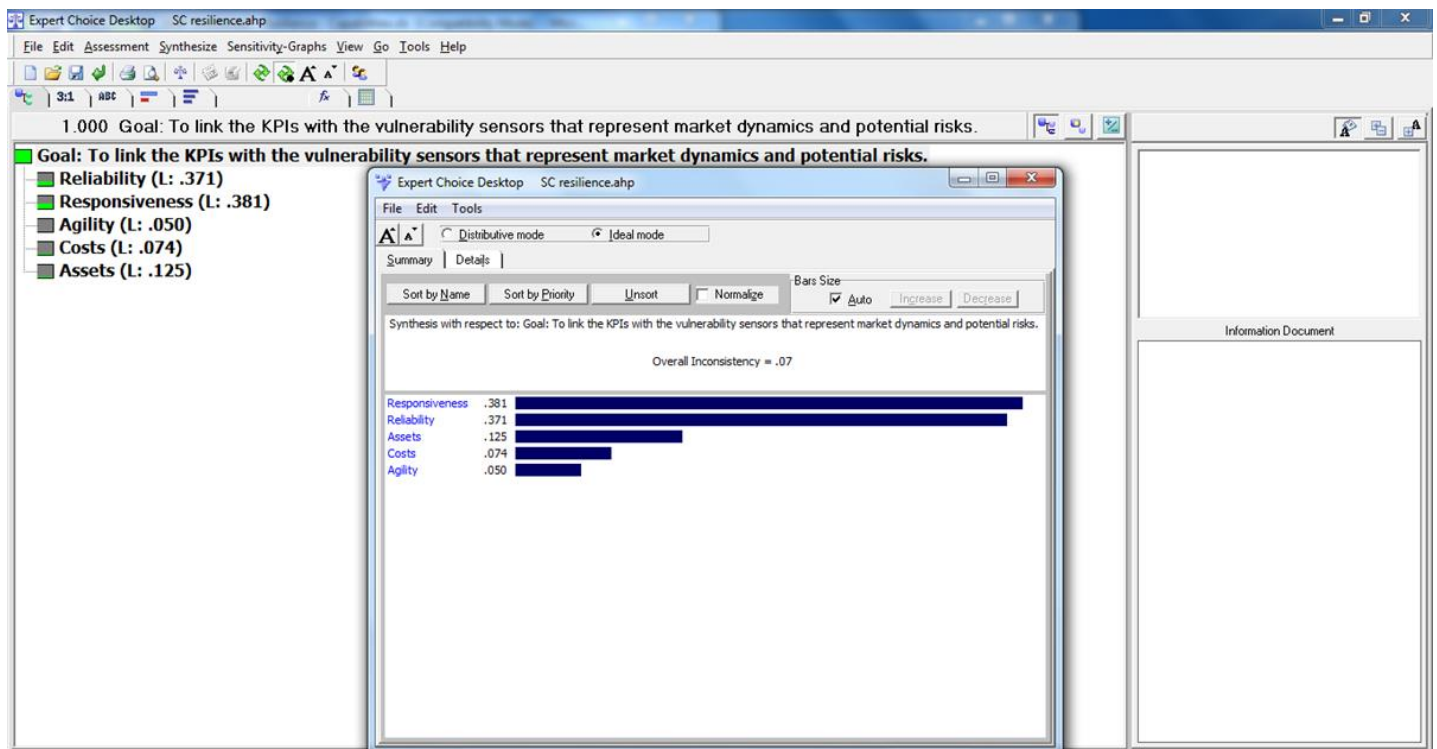 Expert Choice Desktop SC resilience.ahp
File Edit Assessment Synthesize Sensitivity-Graphs View Go Tools Help
3:1 ABC fx
1.000 Goal: To link the KPIs with the vulnerability sensors that represent market dynamics and potential risks.
Goal: To link the KPIs with the vulnerability sensors that represent market dynamics and potential risks.
Reliability (L: .371)
Responsiveness (L: .381)
Agility (L: .050)
Costs (L: .074)
Assets (L: .125)
Expert Choice Desktop SC resilience.ahp
File Edit Tools
A A Distributive mode Ideal mode
Summary Details
Sort by Name Sort by Priority Unsort Normalize
Bars Size
Auto Increase Decrease
Synthesis with respect to: Goal: To link the KPIs with the vulnerability sensors that represent market dynamics and potential risks.
Overall Inconsistency = .07
Responsiveness .381
Reliability .371
Assets .125
Costs .074
Agility .050
Information Document